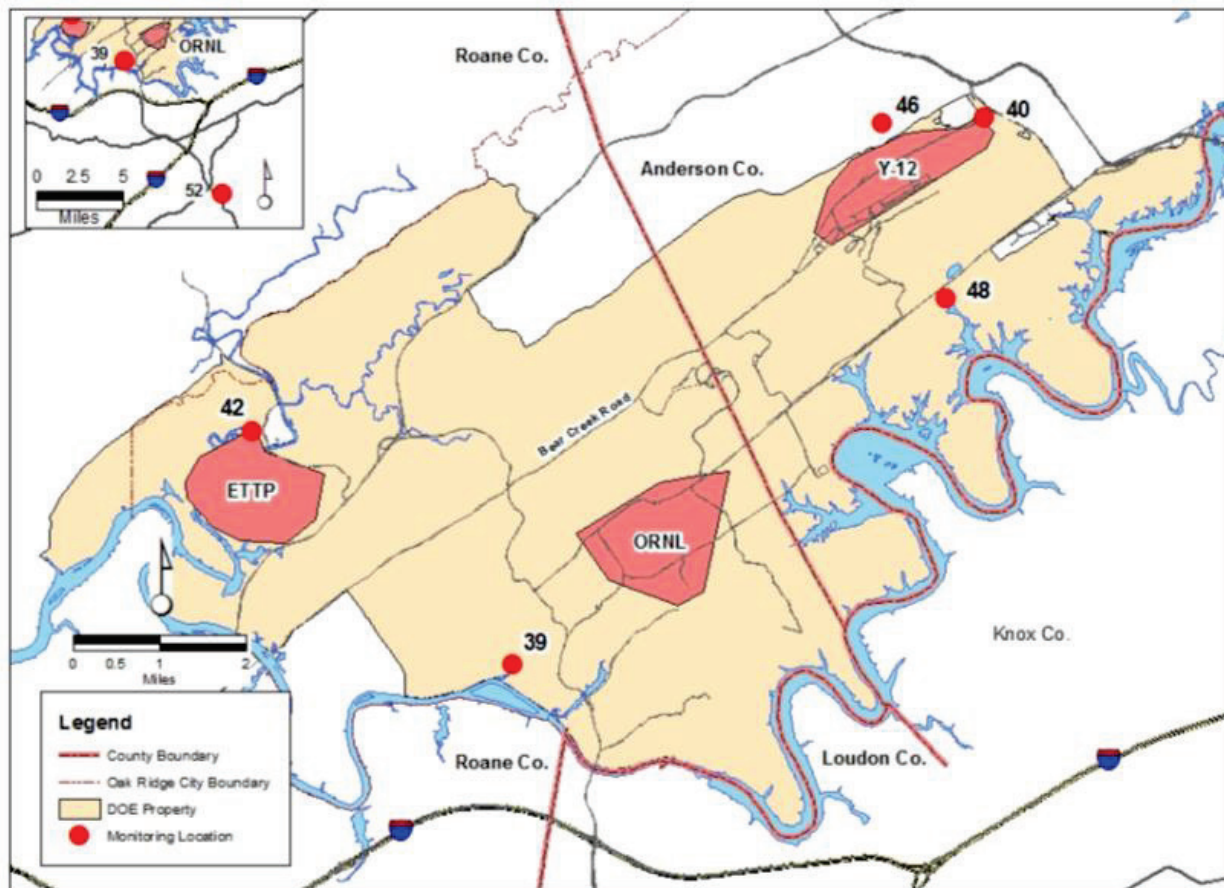 39
ORNL
0 2.5 5
Miles
52
Roane Co.
46
40
Anderson Co.
Y-12
48
42
Bear Creek Road
ETTP
ORNL
Knox Co.
0 0.5 1 2
Miles
39
Roane Co.
Loudon Co.
Legend
County Boundary
Oak Ridge City Boundary
DOE Property
Monitoring Location